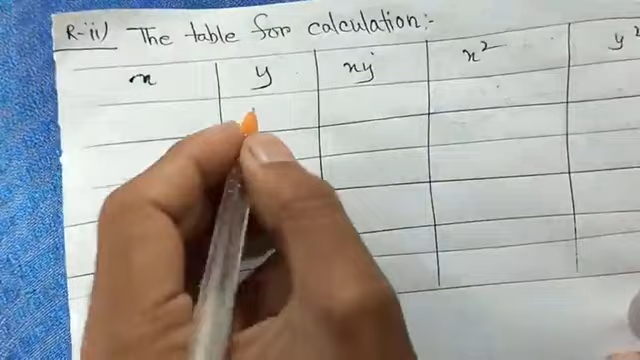 R-ii) The table for calculation:-
x y xy x² y²